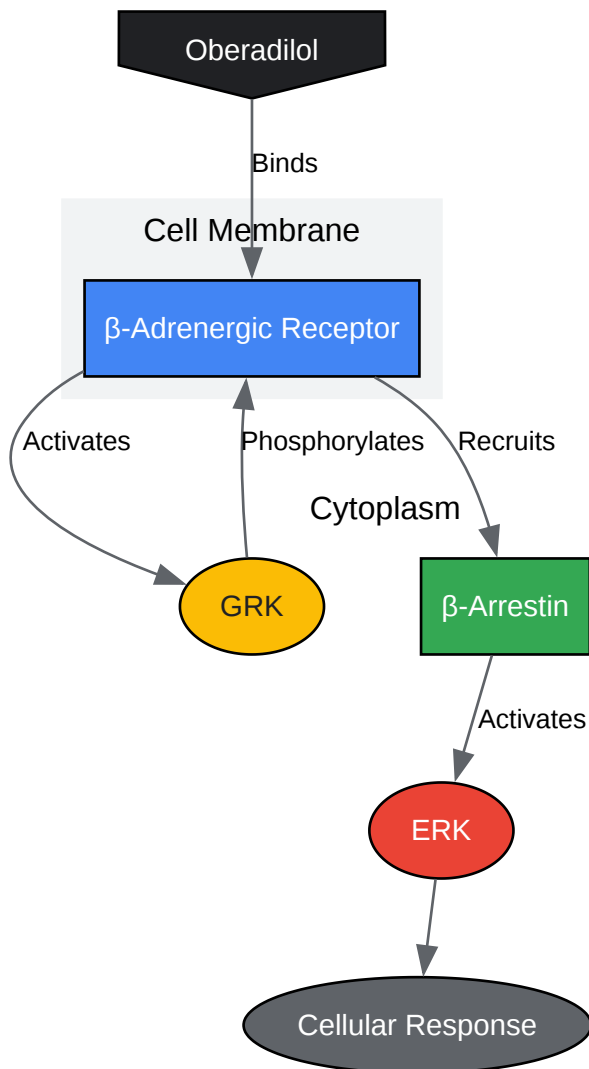 Oberadilol
Binds
Cell Membrane
β-Adrenergic Receptor
Activates
Phosphorylates
Recruits
Cytoplasm
GRK
β-Arrestin
Activates
ERK
Cellular Response